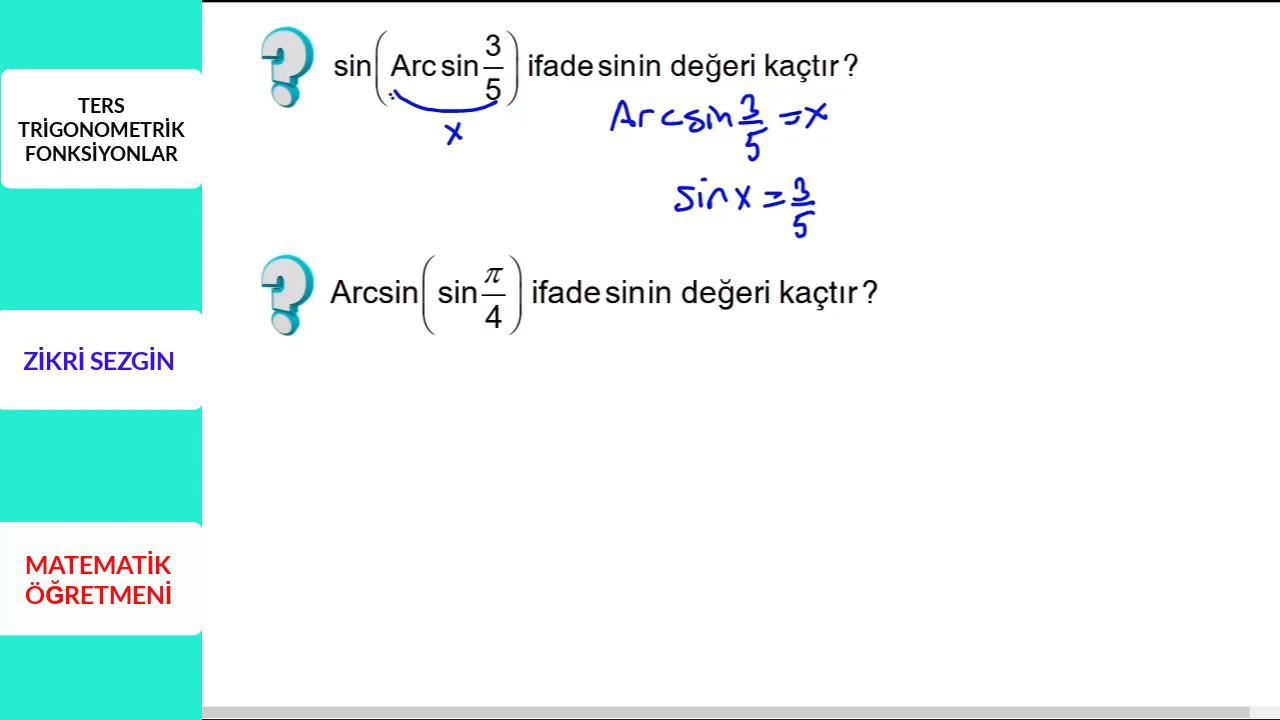 TERS
TRİGONOMETRİK
FONKSİYONLAR
ZİKRİ SEZGİN
MATEMATİK
ÖĞRETMENİ
sin(Arcsin 3/5) ifadesinin değeri kaçtır?
x
Arcsin 3/5 = x
sin x = 3/5
Arcsin(sin π/4) ifadesinin değeri kaçtır?